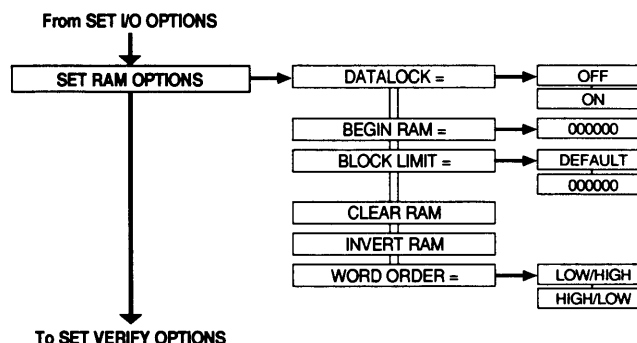 From SET I/O OPTIONS
SET RAM OPTIONS
DATALOCK =
OFF
ON
BEGIN RAM =
000000
BLOCK LIMIT =
DEFAULT
000000
CLEAR RAM
INVERT RAM
WORD ORDER =
LOW/HIGH
HIGH/LOW
To SET VERIFY OPTIONS